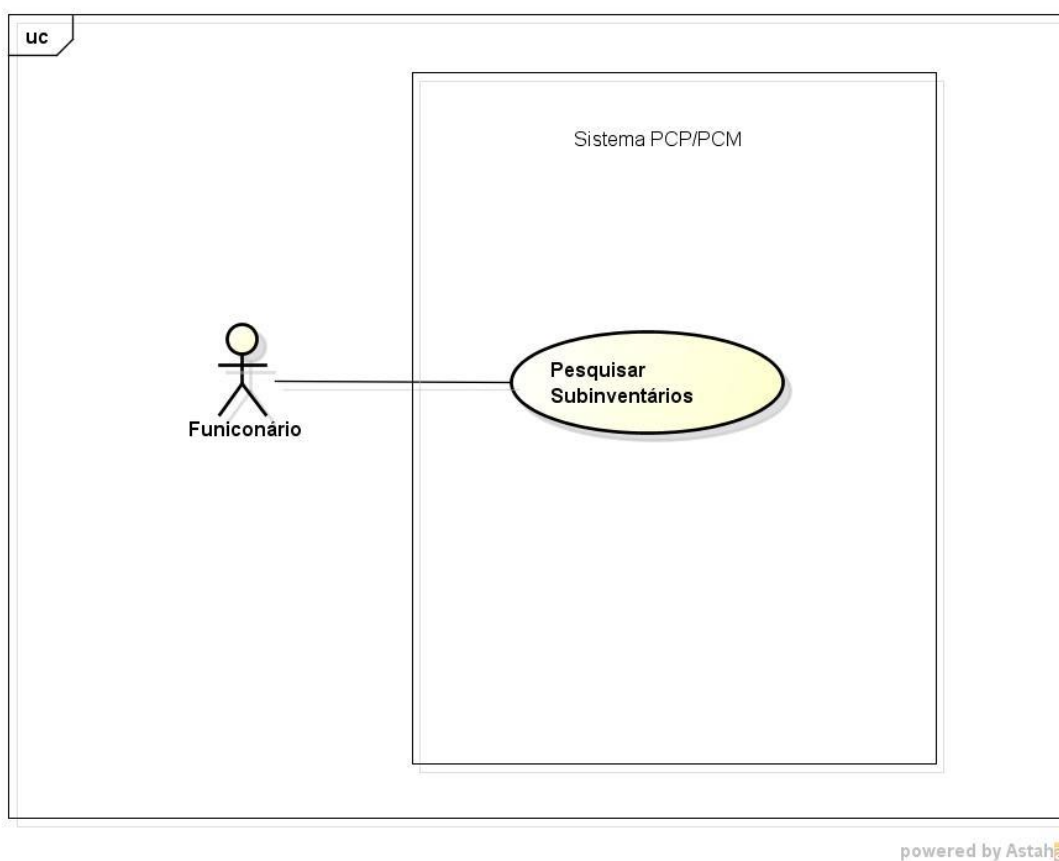 uc
Sistema PCP/PCM
Pesquisar
Subinventários
Funiconário
powered by Astah